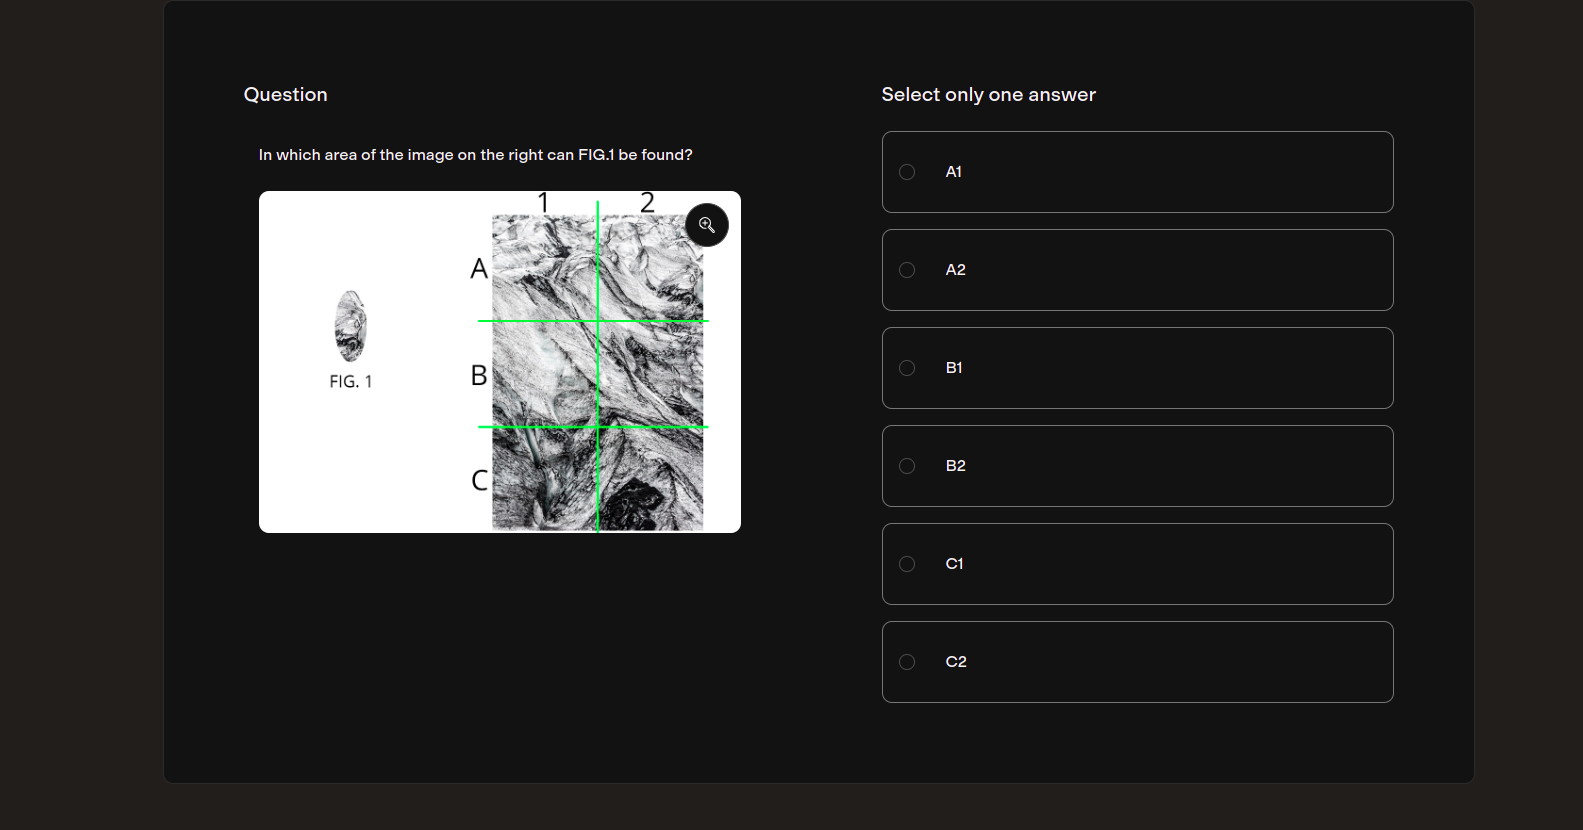 Question
In which area of the image on the right can FIG.1 be found?
1 2
A
B
C
FIG. 1
Select only one answer
A1
A2
B1
B2
C1
C2